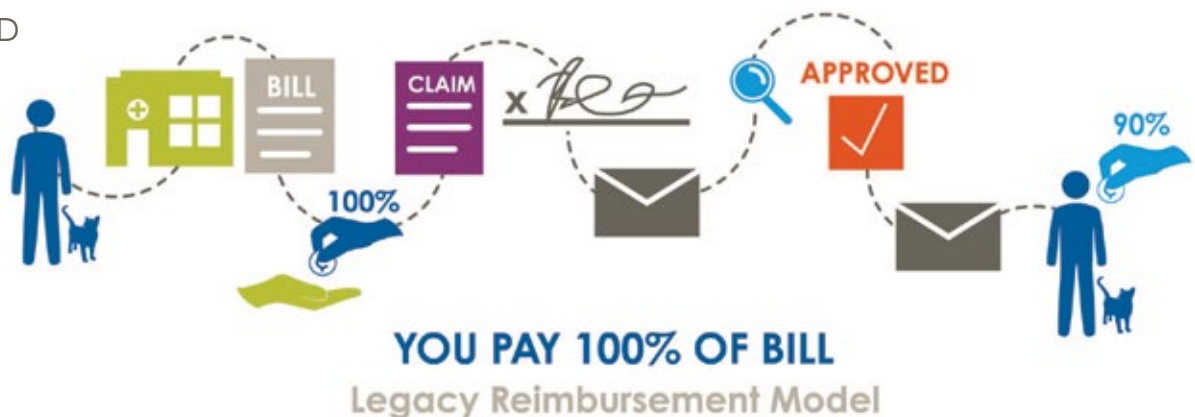 D
BILL
CLAIM
x
APPROVED
100%
90%
YOU PAY 100% OF BILL
Legacy Reimbursement Model